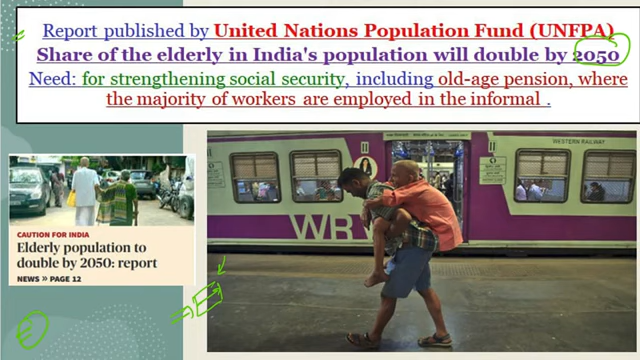 Report published by United Nations Population Fund (UNFPA)
Share of the elderly in India's population will double by 2050
Need: for strengthening social security, including old-age pension, where
the majority of workers are employed in the informal .
CAUTION FOR INDIA
Elderly population to
double by 2050: report
NEWS » PAGE 12
WESTERN RAILWAY
WR